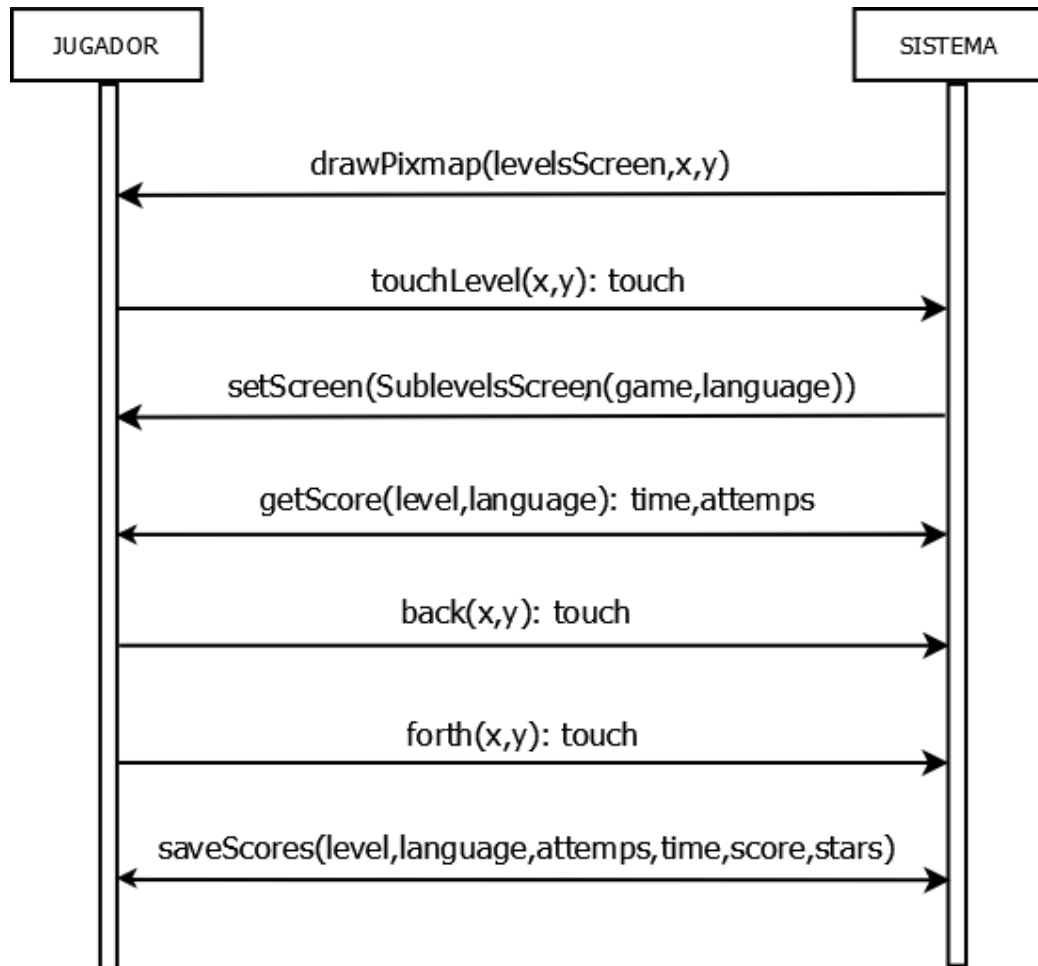 JUGADOR
SISTEMA
drawPixmap(levelsScreen,x,y)
touchLevel(x,y): touch
setScreen(SublevelsScreen(game,language))
getScore(level,language): time,attemps
back(x,y): touch
forth(x,y): touch
saveScores(level,language,attemps,time,score,stars)